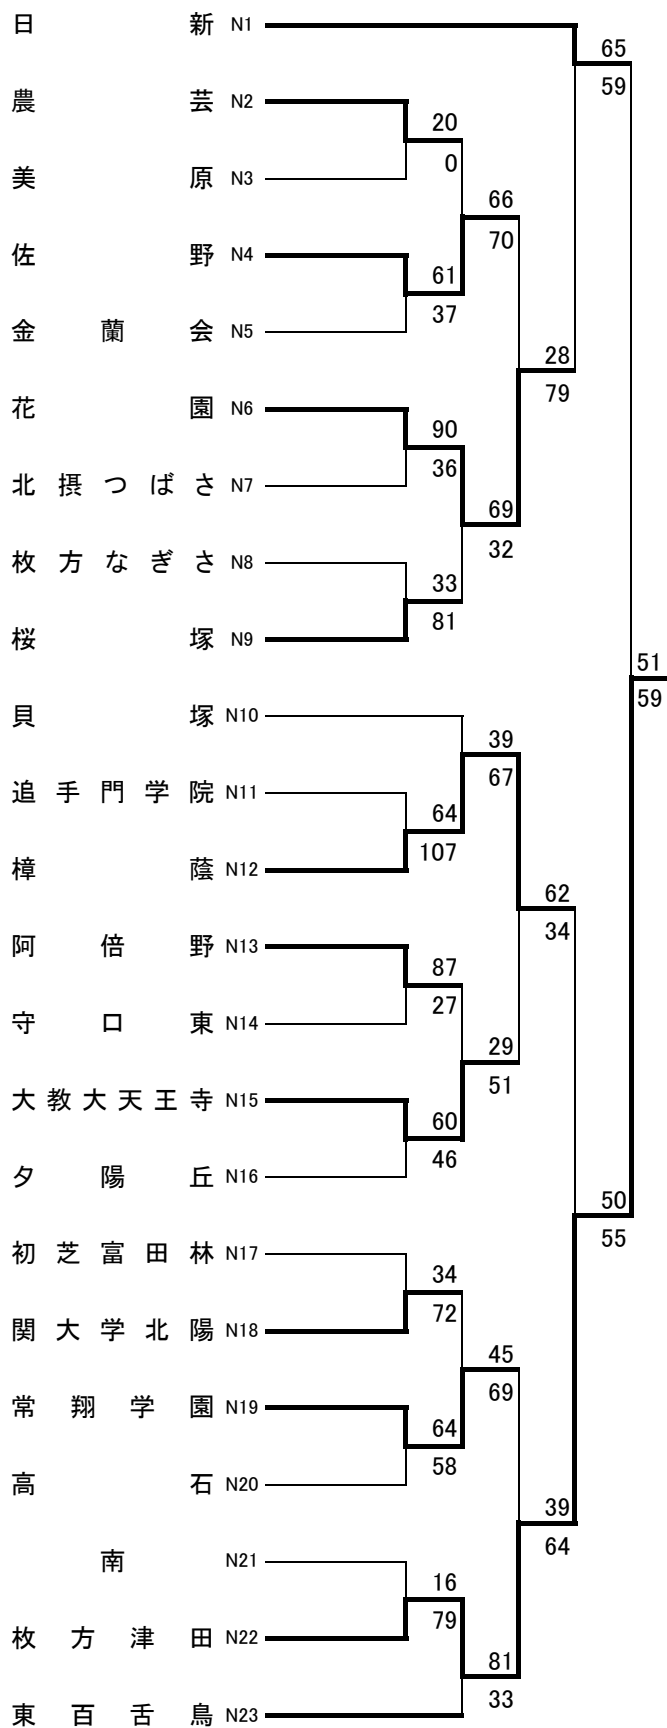 日新 N1
65
59
農芸 N2
20
0
美原 N3
66
70
佐野 N4
61
37
金蘭会 N5
28
79
花園 N6
90
36
北摂つばさ N7
69
32
枚方なぎさ N8
33
81
桜塚 N9
51
59
貝塚 N10
39
67
追手門学院 N11
64
107
樟蔭 N12
62
34
阿倍野 N13
87
27
守口東 N14
29
51
大教大天王寺 N15
60
46
夕陽丘 N16
50
55
初芝富田林 N17
34
72
関大学北陽 N18
45
69
常翔学園 N19
64
58
高石 N20
39
64
南 N21
16
79
枚方津田 N22
81
33
東百舌鳥 N23